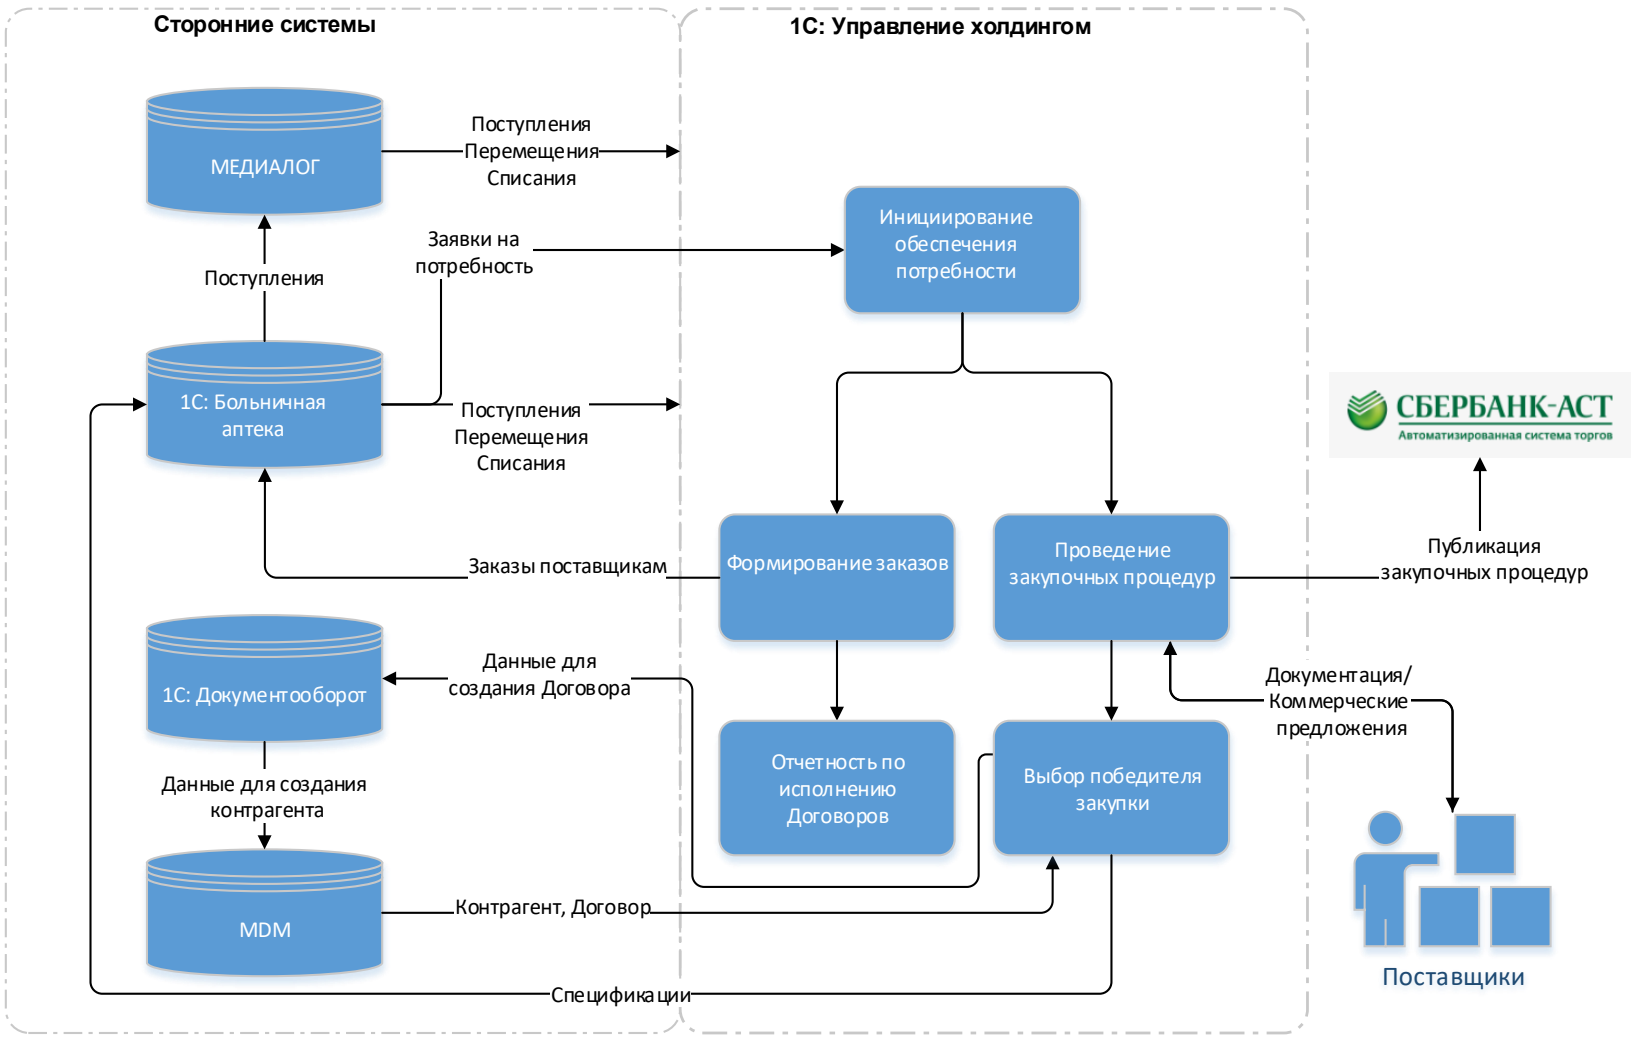 Сторонние системы
1С: Управление холдингом
МЕДИАЛОГ
Поступления
Перемещения
Списания
Инициирование
обеспечения
потребности
Заявки на
потребность
Поступления
1С: Больничная
аптека
Поступления
Перемещения
Списания
СБЕРБАНК-АСТ
Автоматизированная система торгов
Формирование заказов
Проведение
закупочных процедур
Публикация
закупочных процедур
Заказы поставщикам
1С: Документооборот
Данные для
создания Договора
Документация/
Коммерческие
предложения
Данные для создания
контрагента
Отчетность по
исполнению
Договоров
Выбор победителя
закупки
MDM
Контрагент, Договор
Поставщики
Спецификации